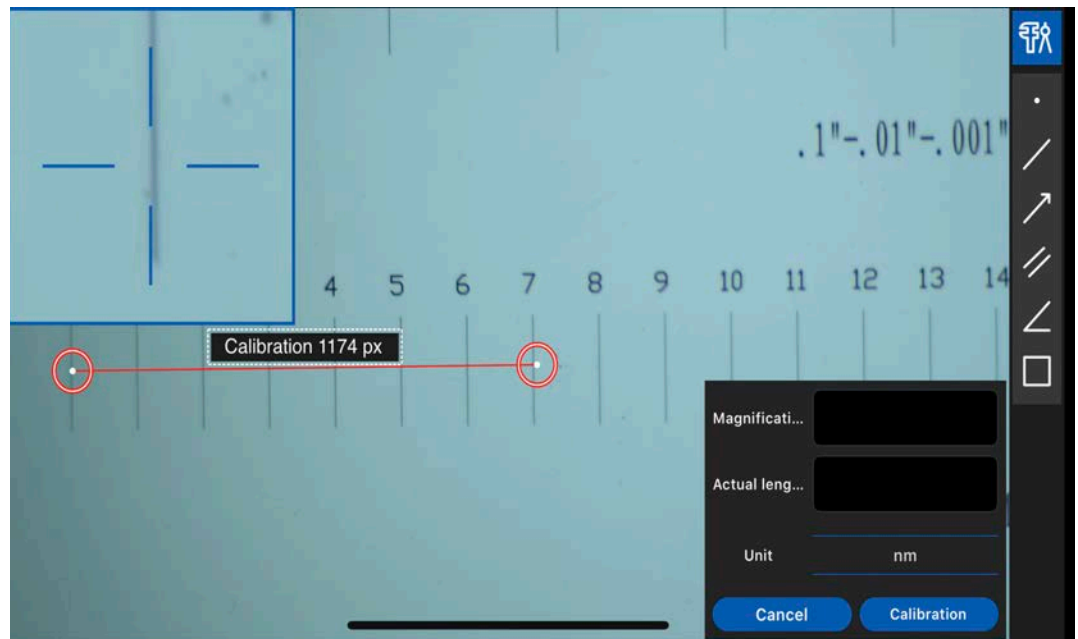 .1"-.01"-.001"
4 5 6 7 8 9 10 11 12 13 14
Calibration 1174 px
Magnificati...
Actual leng...
Unit nm
Cancel Calibration